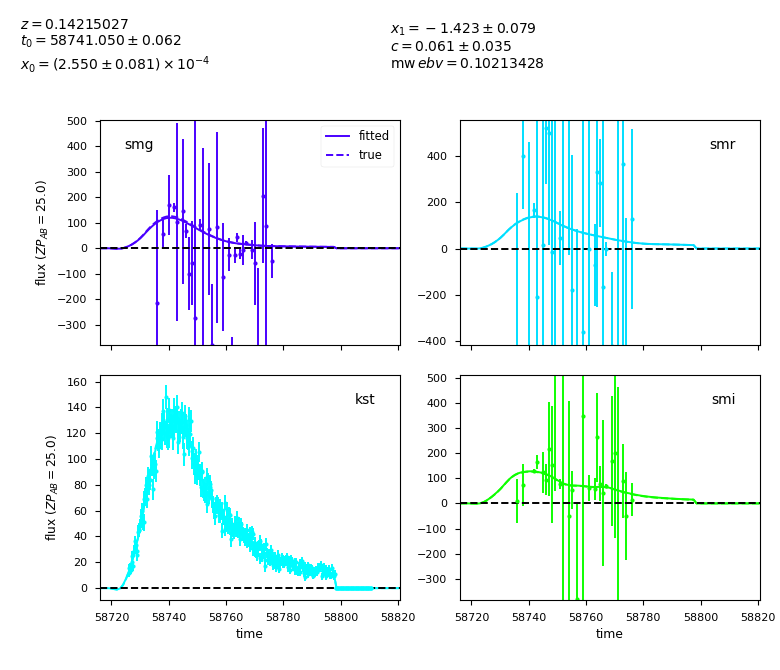 z = 0.14215027
t₀ = 58741.050 ± 0.062
x₀ = (2.550 ± 0.081) × 10⁻⁴
x₁ = −1.423 ± 0.079
c = 0.061 ± 0.035
mw ebv = 0.10213428
500
400
300
200
100
0
−100
−200
−300
flux (ZP_AB = 25.0)
smg
fitted
true
400
200
0
−200
−400
smr
160
140
120
100
80
60
40
20
0
flux (ZP_AB = 25.0)
kst
58720 58740 58760 58780 58800 58820
time
500
400
300
200
100
0
−100
−200
−300
smi
58720 58740 58760 58780 58800 58820
time